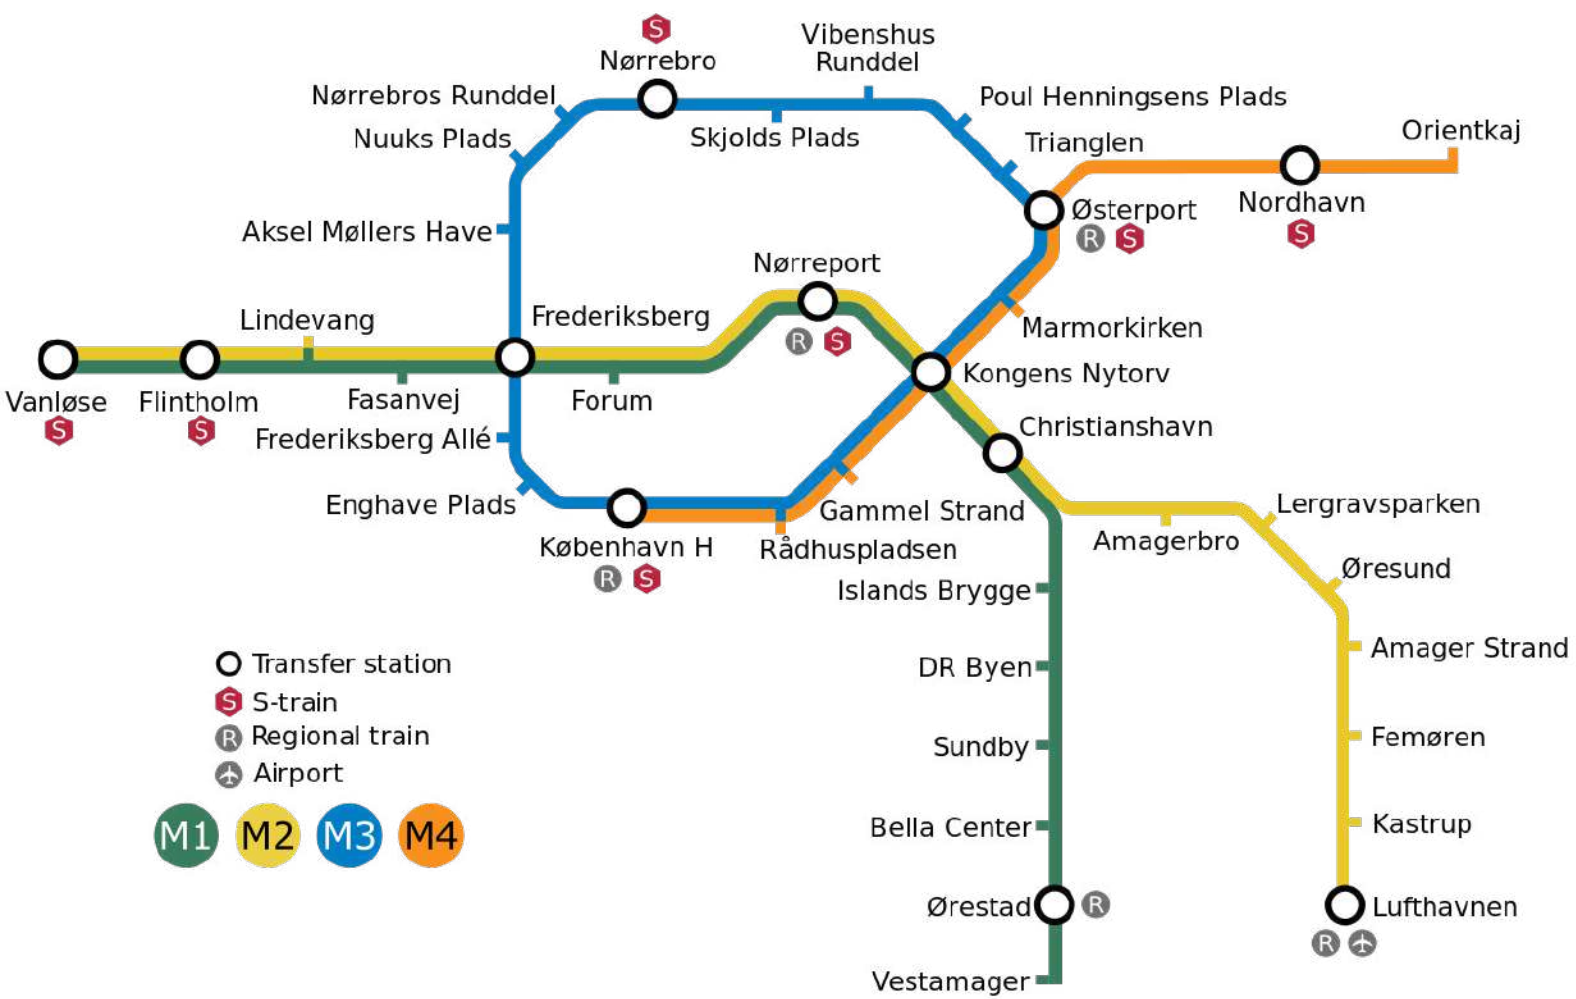 S
Nørrebro
Vibenshus
Runddel
Nørrebros Runddel
Poul Henningsens Plads
Nuuks Plads
Skjolds Plads
Trianglen
Orientkaj
Aksel Møllers Have
Østerport
R S
Nordhavn
S
Nørreport
R S
Lindevang
Frederiksberg
Marmorkirken
Vanløse
S
Flintholm
S
Fasanvej
Forum
Kongens Nytorv
Frederiksberg Allé
Christianshavn
Enghave Plads
Gammel Strand
Lergravsparken
København H
R S
Rådhuspladsen
Amagerbro
Øresund
Islands Brygge
Amager Strand
DR Byen
Sundby
Femøren
Bella Center
Kastrup
Ørestad R
Lufthavnen
R
Vestamager
Transfer station
S S-train
R Regional train
Airport
M1 M2 M3 M4